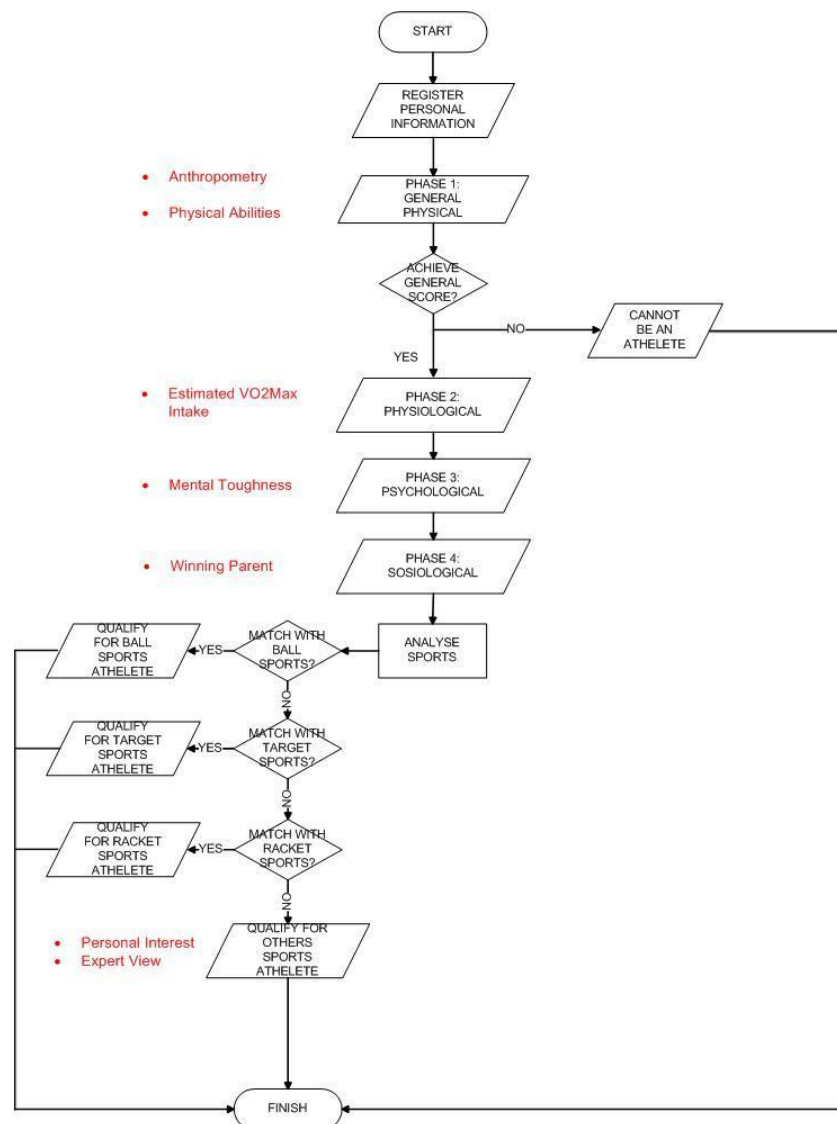 START
REGISTER
PERSONAL
INFORMATION
• Anthropometry
• Physical Abilities
PHASE 1:
GENERAL
PHYSICAL
ACHIEVE
GENERAL
SCORE?
NO
CANNOT
BE AN
ATHELETE
YES
• Estimated VO2Max
Intake
PHASE 2:
PHYSIOLOGICAL
• Mental Toughness
PHASE 3:
PSYCHOLOGICAL
• Winning Parent
PHASE 4:
SOSIOLOGICAL
ANALYSE
SPORTS
MATCH WITH
BALL
SPORTS?
YES
QUALIFY
FOR BALL
SPORTS
ATHELETE
NO
MATCH WITH
TARGET
SPORTS?
YES
QUALIFY
FOR TARGET
SPORTS
ATHELETE
NO
MATCH WITH
RACKET
SPORTS?
YES
QUALIFY
FOR RACKET
SPORTS
ATHELETE
NO
• Personal Interest
• Expert View
QUALIFY FOR
OTHERS
SPORTS
ATHELETE
FINISH